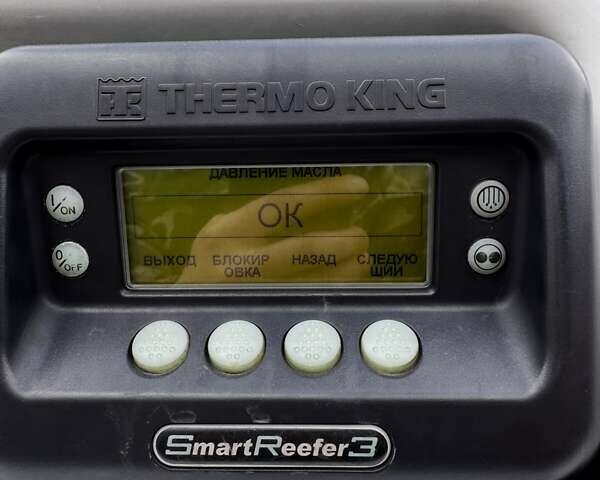 THERMO KING
ДАВЛЕНИЕ МАСЛА
I/ON
ОК
0/OFF
ВЫХОД БЛОКИР НАЗАД СЛЕДУЮ
ОВКА ЩИЙ
SmartReefer3